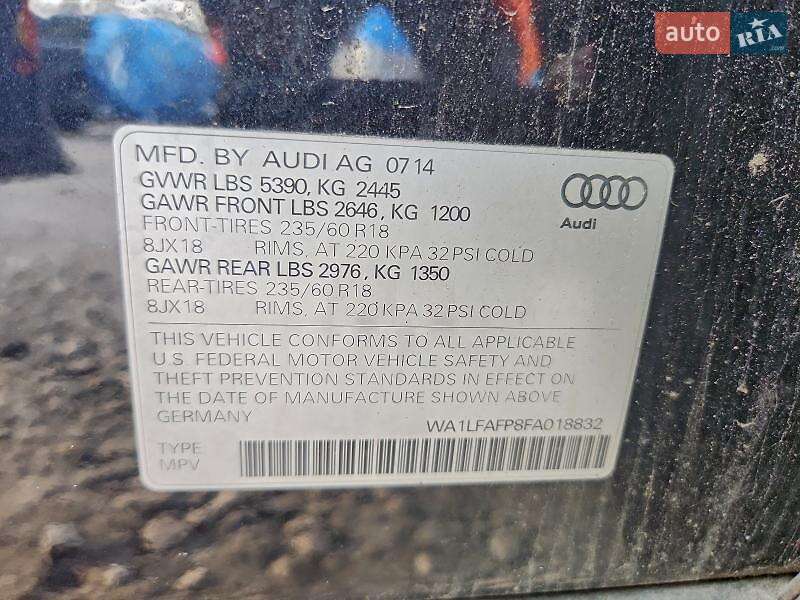 auto RIA.com
MFD. BY AUDI AG 07 14
GVWR LBS 5390, KG 2445
GAWR FRONT LBS 2646, KG 1200
FRONT-TIRES 235/60 R18
8JX18 RIMS, AT 220 KPA 32 PSI COLD
GAWR REAR LBS 2976, KG 1350
REAR-TIRES 235/60 R18
8JX18 RIMS, AT 220 KPA 32 PSI COLD
Audi
THIS VEHICLE CONFORMS TO ALL APPLICABLE
U.S. FEDERAL MOTOR VEHICLE SAFETY AND
THEFT PREVENTION STANDARDS IN EFFECT ON
THE DATE OF MANUFACTURE SHOWN ABOVE
GERMANY
WA1LFAFP8FA018832
TYPE
MPV